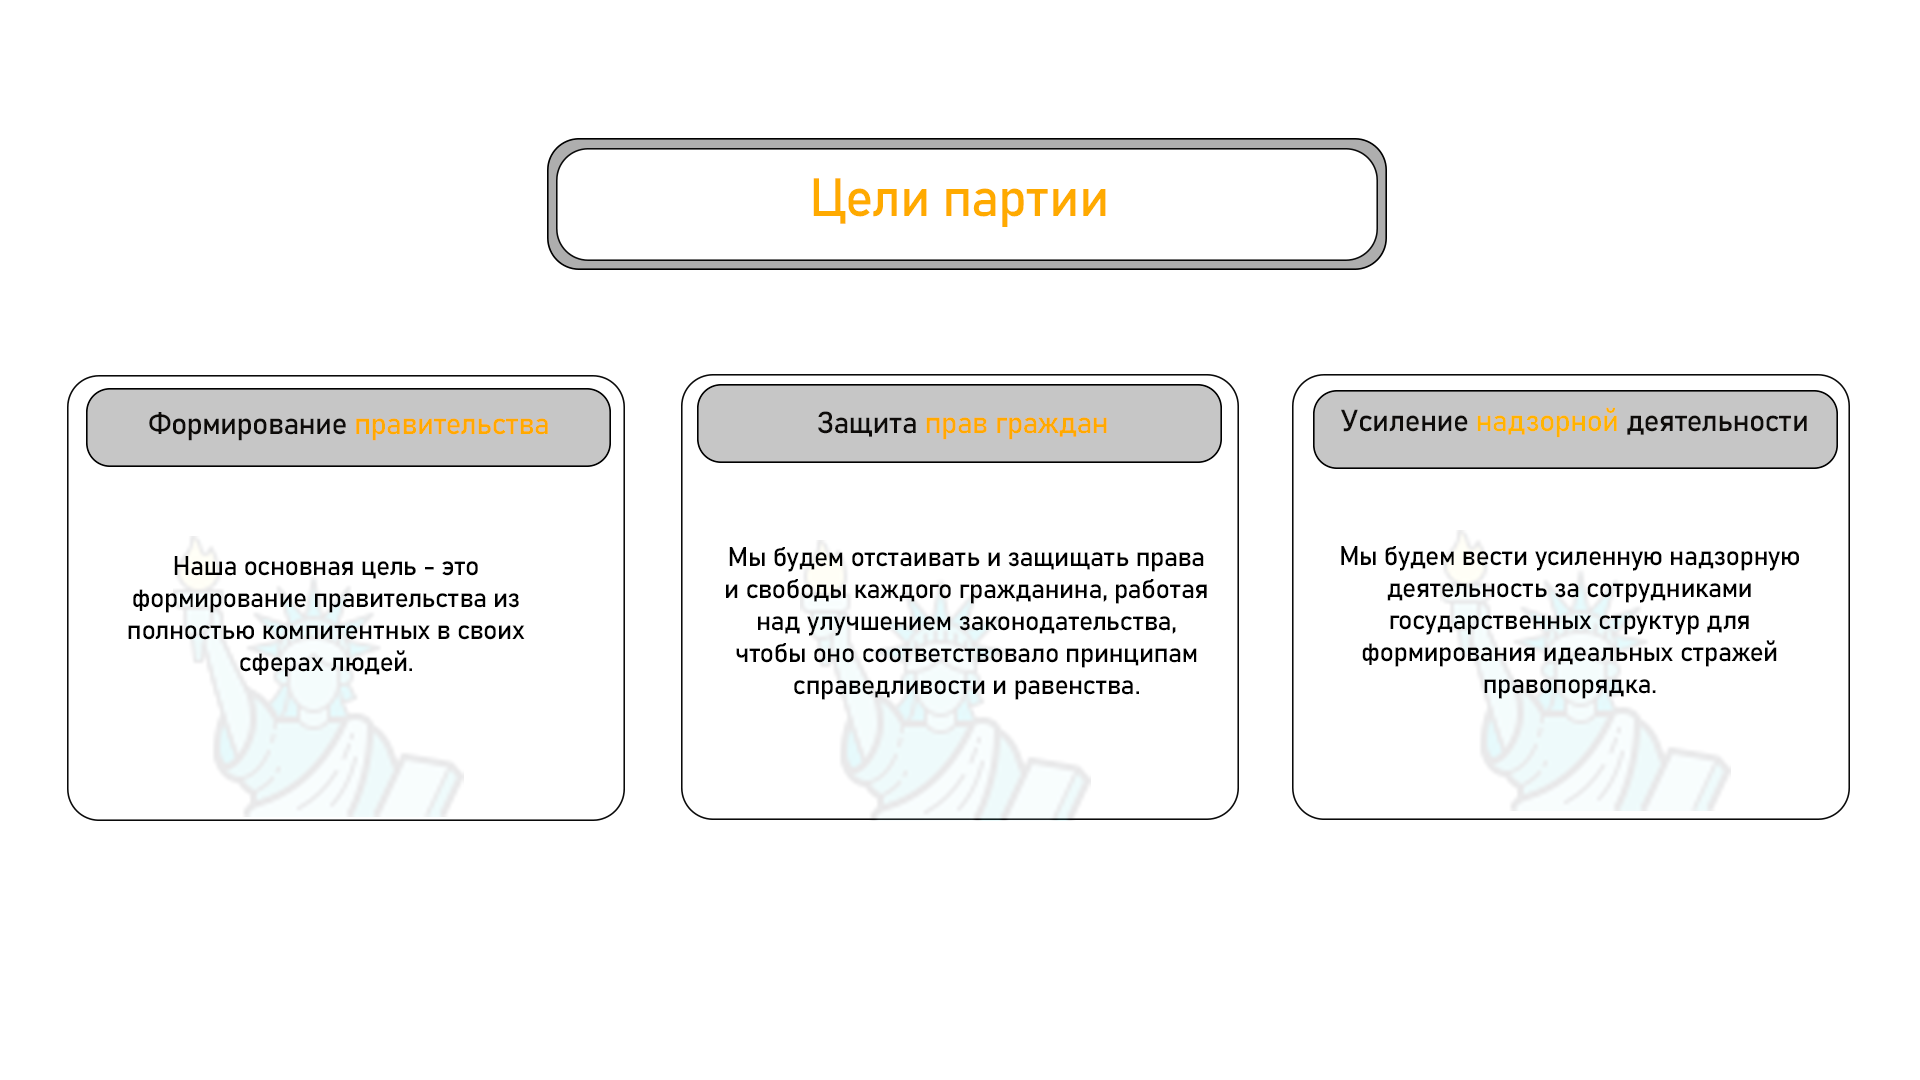 Цели партии
Формирование правительства
Наша основная цель - это
формирование правительства из
полностью компитентных в своих
сферах людей.
Защита прав граждан
Мы будем отстаивать и защищать права
и свободы каждого гражданина, работая
над улучшением законодательства,
чтобы оно соответствовало принципам
справедливости и равенства.
Усиление надзорной деятельности
Мы будем вести усиленную надзорную
деятельность за сотрудниками
государственных структур для
формирования идеальных стражей
правопорядка.